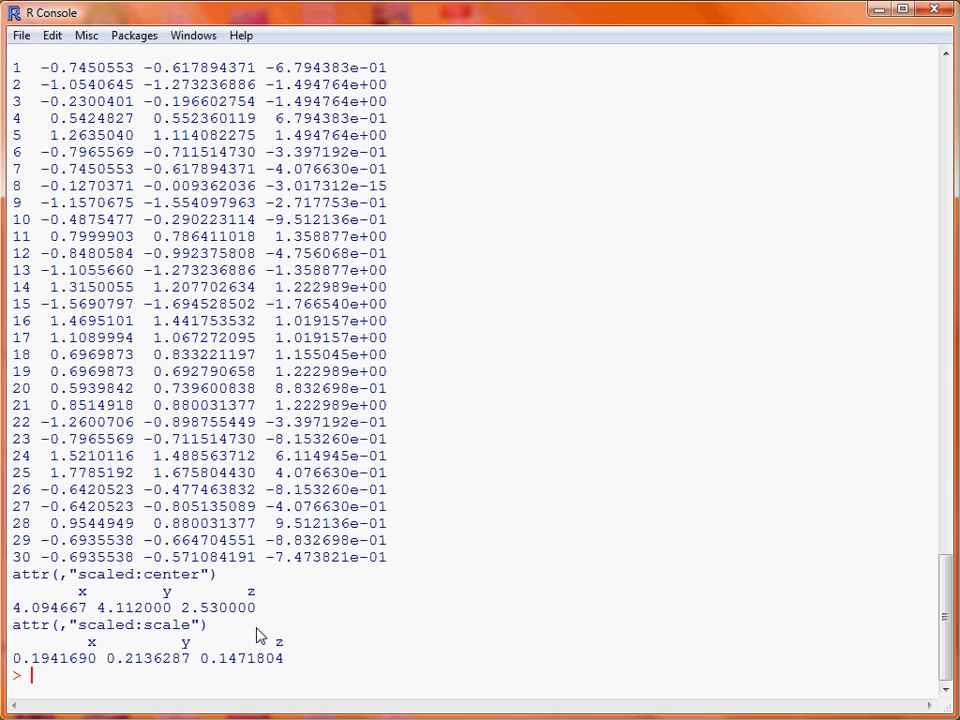 R Console
File Edit Misc Packages Windows Help
1 -0.7450553 -0.617894371 -6.794383e-01
2 -1.0540645 -1.273236886 -1.494764e+00
3 -0.2300401 -0.196602754 -1.494764e+00
4 0.5424827 0.552360119 6.794383e-01
5 1.2635040 1.114082275 1.494764e+00
6 -0.7965569 -0.711514730 -3.397192e-01
7 -0.7450553 -0.617894371 -4.076630e-01
8 -0.1270371 -0.009362036 -3.017312e-15
9 -1.1570675 -1.554097963 -2.717753e-01
10 -0.4875477 -0.290223114 -9.512136e-01
11 0.7999903 0.786411018 1.358877e+00
12 -0.8480584 -0.992375808 -4.756068e-01
13 -1.1055660 -1.273236886 -1.358877e+00
14 1.3150055 1.207702634 1.222989e+00
15 -1.5690797 -1.694528502 -1.766540e+00
16 1.4695101 1.441753532 1.019157e+00
17 1.1089994 1.067272095 1.019157e+00
18 0.6969873 0.833221197 1.155045e+00
19 0.6969873 0.692790658 1.222989e+00
20 0.5939842 0.739600838 8.832698e-01
21 0.8514918 0.880031377 1.222989e+00
22 -1.2600706 -0.898755449 -3.397192e-01
23 -0.7965569 -0.711514730 -8.153260e-01
24 1.5210116 1.488563712 6.114945e-01
25 1.7785192 1.675804430 4.076630e-01
26 -0.6420523 -0.477463832 -8.153260e-01
27 -0.6420523 -0.805135089 -4.076630e-01
28 0.9544949 0.880031377 9.512136e-01
29 -0.6935538 -0.664704551 -8.832698e-01
30 -0.6935538 -0.571084191 -7.473821e-01
attr(,"scaled:center")
x y z
4.094667 4.112000 2.530000
attr(,"scaled:scale")
x y z
0.1941690 0.2136287 0.1471804
>